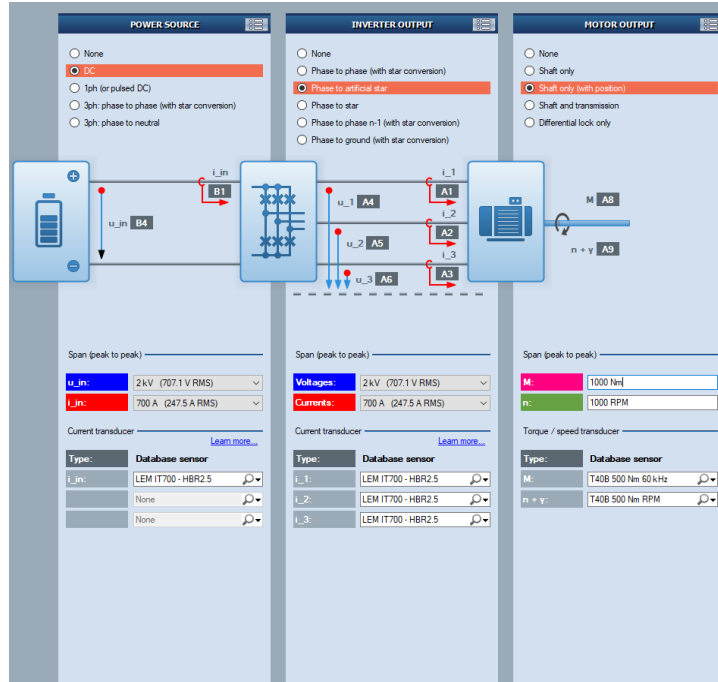 POWER SOURCE
None
DC
1ph (or pulsed DC)
3ph: phase to phase (with star conversion)
3ph: phase to neutral
i_in
B1
u_in B4
Span (peak to peak)
u_in: 2 kV (707.1 V RMS)
i_in: 700 A (247.5 A RMS)
Current transducer
Learn more...
Type: Database sensor
i_in: LEM IT700 - HBR2.5
None
None
INVERTER OUTPUT
None
Phase to phase (with star conversion)
Phase to artificial star
Phase to star
Phase to phase n-1 (with star conversion)
Phase to ground (with star conversion)
i_1
A1
u_1 A4
i_2
A2
u_2 A5
i_3
A3
u_3 A6
Span (peak to peak)
Voltages: 2 kV (707.1 V RMS)
Currents: 700 A (247.5 A RMS)
Current transducer
Learn more...
Type: Database sensor
i_1: LEM IT700 - HBR2.5
i_2: LEM IT700 - HBR2.5
i_3: LEM IT700 - HBR2.5
MOTOR OUTPUT
None
Shaft only
Shaft only (with position)
Shaft and transmission
Differential lock only
M A8
n + γ A9
Span (peak to peak)
M: 1000 Nm
n: 1000 RPM
Torque / speed transducer
Type: Database sensor
M: T40B 500 Nm 60 kHz
n + γ: T40B 500 Nm RPM